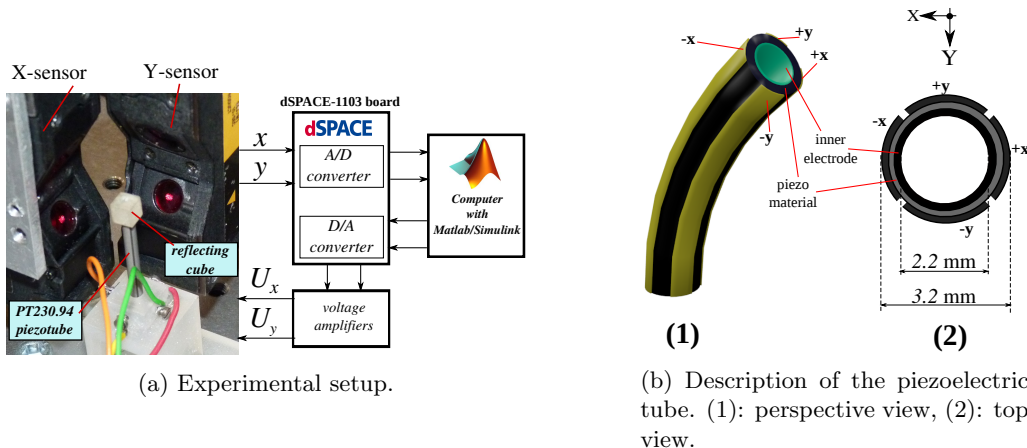 X-sensor
Y-sensor
reflecting
cube
PT230.94
piezotube
x
y
U_x
U_y
dSPACE-1103 board
dSPACE
A/D
converter
D/A
converter
voltage
amplifiers
Computer
with
Matlab/Simulink
(a) Experimental setup.
-x
+y
+x
-y
inner
electrode
piezo
material
(1)
X
Y
+y
-x
+x
-y
2.2 mm
3.2 mm
(2)
(b) Description of the piezoelectric
tube. (1): perspective view, (2): top
view.